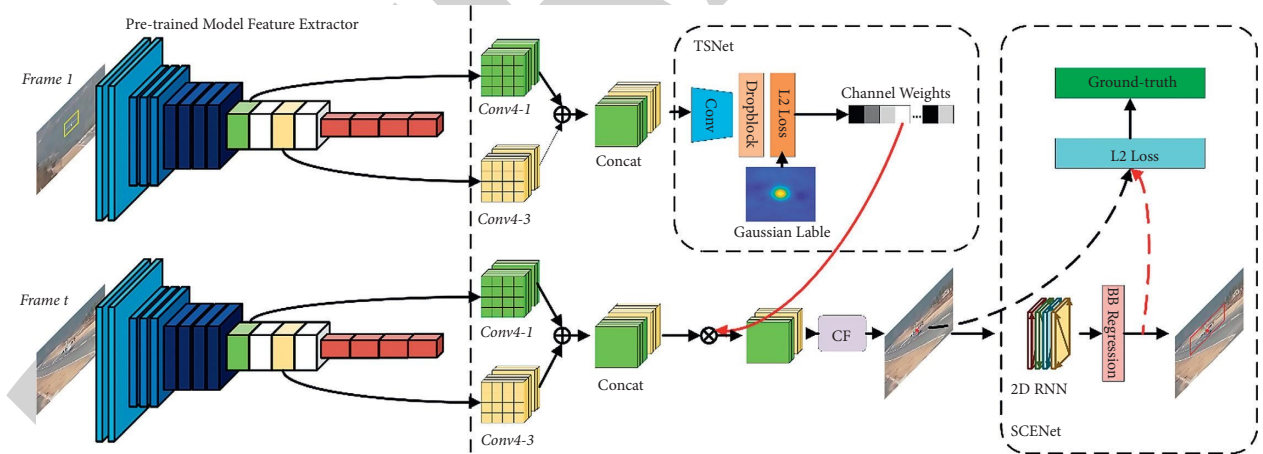 Pre-trained Model Feature Extractor
Frame 1
Conv4-1
Conv4-3
Concat
TSNet
Conv
Dropblock
L2 Loss
Gaussian Lable
Channel Weights
Ground-truth
L2 Loss
Frame t
Conv4-1
Conv4-3
Concat
CF
2D RNN
BB Regression
SCENet